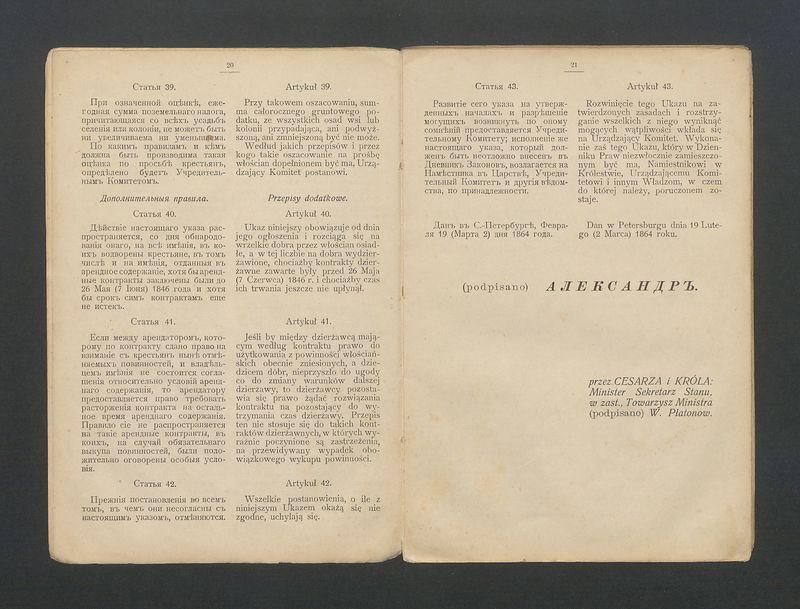 20
Статья 39.
При означенной оцѣнкѣ, еже-
годная сумма поземельнаго налога,
причитающаяся со всѣхъ усадьбъ
селенія или колоніи, не можетъ быть
ни увеличиваема ни уменьшаема.
По какимъ правиламъ и кѣмъ
должна быть производима такая
оцѣнка по просьбѣ крестьянъ,
опредѣлено будетъ Учредитель-
нымъ Комитетомъ.
Дополнительныя правила.
Статья 40.
Дѣйствіе настоящаго указа рас-
пространяется, со дня обнародо-
ванія онаго, на всѣ имѣнія, въ ко-
ихъ водворены крестьяне, въ томъ
числѣ и на имѣнія, отданныя въ
арендное содержаніе, хотя бы аренд-
ные контракты заключены были до
26 Мая (7 Іюня) 1846 года и хотя
бы срокъ симъ контрактамъ еще
не истекъ.
Статья 41.
Если между арендаторомъ, кото-
рому по контракту сдано право на
взиманіе съ крестьянъ нынѣ отмѣ-
няемыхъ повинностей, и владѣль-
цемъ имѣнія не состоится согла-
шенія относительно условій аренд-
наго содержанія, то арендатору
предоставляется право требовать
расторженія контракта на осталь-
ное время аренднаго содержанія.
Правило сіе не распространяется
на такіе арендные контракты, въ
коихъ, на случай обязательнаго
выкупа повинностей, были поло-
жительно оговорены особыя усло-
вія.
Статья 42.
Прежнія постановленія во всемъ
томъ, въ чемъ они несогласны съ
настоящимъ указомъ, отмѣняются.
Artykuł 39.
Przy takowem oszacowaniu, sum-
ma całorocznego gruntowego po-
datku, ze wszystkich osad wsi lub
kolonii przypadająca, ani podwyż-
szoną, ani zmniejszoną być nie może.
Według jakich przepisów i przez
kogo takie oszacowanie na prośbę
włościan dopełnionem być ma, Urzą-
dzający Komitet postanowi.
Przepisy dodatkowe.
Artykuł 40.
Ukaz niniejszy obowiązuje od dnia
jego ogłoszenia i rozciąga się na
wrzelkie dobra przez włościan osiad-
łe, a w tej liczbie na dobra wydzier-
żawione, chociażby kontrakty dzier-
żawne zawarte były przed 26 Maja
(7 Czerwca) 1846 r. i chociażby czas
ich trwania jeszcze nie upłynął.
Artykuł 41.
Jeśli by między dzierżawcą mają-
cym według kontraktu prawo do
użytkowania z powinności włościań-
skich obecnie zniesionych, a dzie-
dzicem dóbr, nieprzyszło do ugody
co do zmiany warunków dalszej
dzierżawy, to dzierżawcy pozosta-
wia się prawo żądać rozwiązania
kontraktu na pozostający do wy-
trzymania czas dzierżawy. Przepis
ten nie stosuje się do takich kont-
raktów dzierżawnych, w których wy-
raźnie poczynione są zastrzeżenia,
na przewidywany wypadek obo-
wiązkowego wykupu powinności.
Artykuł 42.
Wszelkie postanowienia, o ile z
niniejszym Ukazem okażą się nie
zgodne, uchylają się.
21
Статья 43.
Развитіе сего указа на утверж-
денныхъ началахъ и разрѣшеніе
могущихъ возникнуть по оному
сомнѣній предоставляется Учреди-
тельному Комитету; исполненіе же
настоящаго указа, который дол-
женъ быть неотложно внесенъ въ
Дневникъ Законовъ, возлагается на
Намѣстника въ Царствѣ, Учреди-
тельный Комитетъ и другія вѣдом-
ства, по принадлежности.
Данъ въ С.-Петербургѣ, Февра-
ля 19 (Марта 2) дня 1864 года.
Artykuł 43.
Rozwinięcie tego Ukazu na za-
twierdzonych zasadach i rozstrzy-
ganie wszelkich z niego wyniknąć
mogących wątpliwości wkłada się
na Urządzający Komitet. Wykona-
nie zaś tego Ukazu, który w Dzien-
niku Praw niezwłocznie zamieszczo-
nym być ma, Namiestnikowi w
Królestwie, Urządzającemu Komi-
tetowi i innym Władzom, w czem
do której należy, poruczonem zo-
staje.
Dan w Petersburgu dnia 19 Lute-
go (2 Marca) 1864 roku.
(podpisano) АЛЕКСАНДРЪ.
przez CESARZA i KRÓLA:
Minister Sekretarz Stanu,
w zast., Towarzysz Ministra
(podpisano) W. Płatonow.